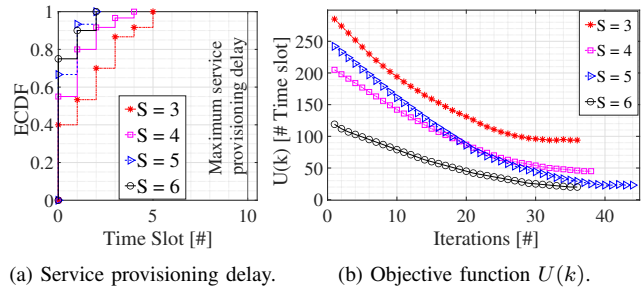 1
0.8
0.6
0.4
0.2
0
ECDF
0
5
10
Time Slot [#]
S = 3
S = 4
S = 5
S = 6
Maximum service
provisioning delay
(a) Service provisioning delay.
250
200
150
100
50
0
U(k) [# Time slot]
0
10
20
30
40
Iterations [#]
S = 3
S = 4
S = 5
S = 6
(b) Objective function U(k).